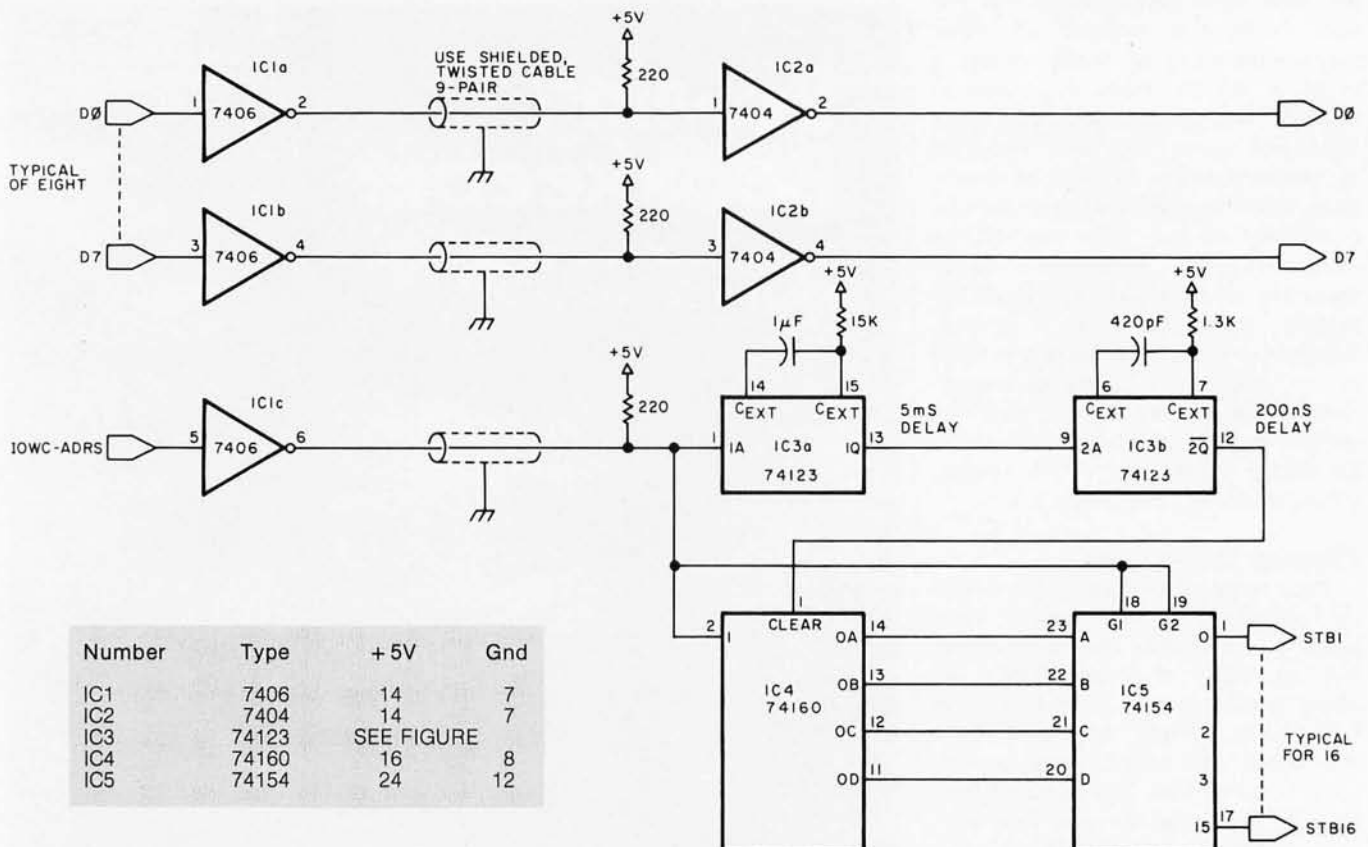 +5V
IC1a
USE SHIELDED,
TWISTED CABLE
9-PAIR
220
IC2a
DØ
1
7406
2
1
7404
2
DØ
TYPICAL
OF EIGHT
+5V
IC1b
220
IC2b
D7
3
7406
4
3
7404
4
D7
+5V
+5V
1µF
15K
420pF
1.3K
+5V
14
15
6
7
IC1c
220
CEXT
CEXT
5mS
DELAY
CEXT
CEXT
200nS
DELAY
IOWC-ADRS
5
7406
6
1
1A
IC3a
1Q
13
9
2A
IC3b
2Q
12
74123
74123
1
18
19
2
I
CLEAR
OA
14
23
A
G1
G2
0
1
STB1
OB
13
22
B
1
IC4
74160
IC5
74154
OC
12
21
C
2
TYPICAL
FOR 16
OD
11
20
D
3
15
17
STB16
Number Type +5V Gnd
IC1 7406 14 7
IC2 7404 14 7
IC3 74123 SEE FIGURE
IC4 74160 16 8
IC5 74154 24 12